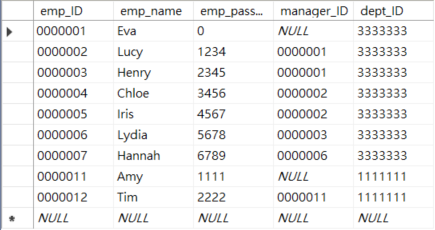 emp_ID emp_name emp_pass... manager_ID dept_ID
0000001 Eva 0 NULL 3333333
0000002 Lucy 1234 0000001 3333333
0000003 Henry 2345 0000001 3333333
0000004 Chloe 3456 0000002 3333333
0000005 Iris 4567 0000002 3333333
0000006 Lydia 5678 0000003 3333333
0000007 Hannah 6789 0000006 3333333
0000011 Amy 1111 NULL 1111111
0000012 Tim 2222 0000011 1111111
NULL NULL NULL NULL NULL